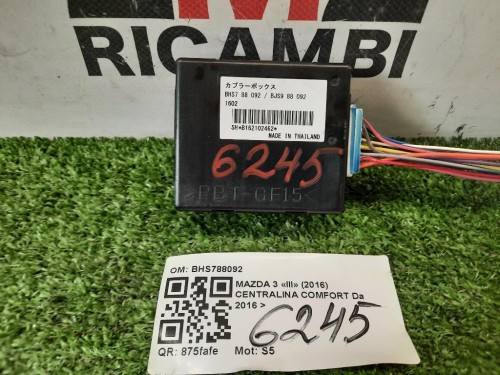 RICAMBI
カプラーボックス
BHS7 88 092 / BJS9 88 092
1602
SH*B162102462*
MADE IN THAILAND
6245
PBT-GF15
OM: BHS788092
MAZDA 3 «III» (2016)
CENTRALINA COMFORT Da
2016 >
6245
QR: 875fafe Mot: S5